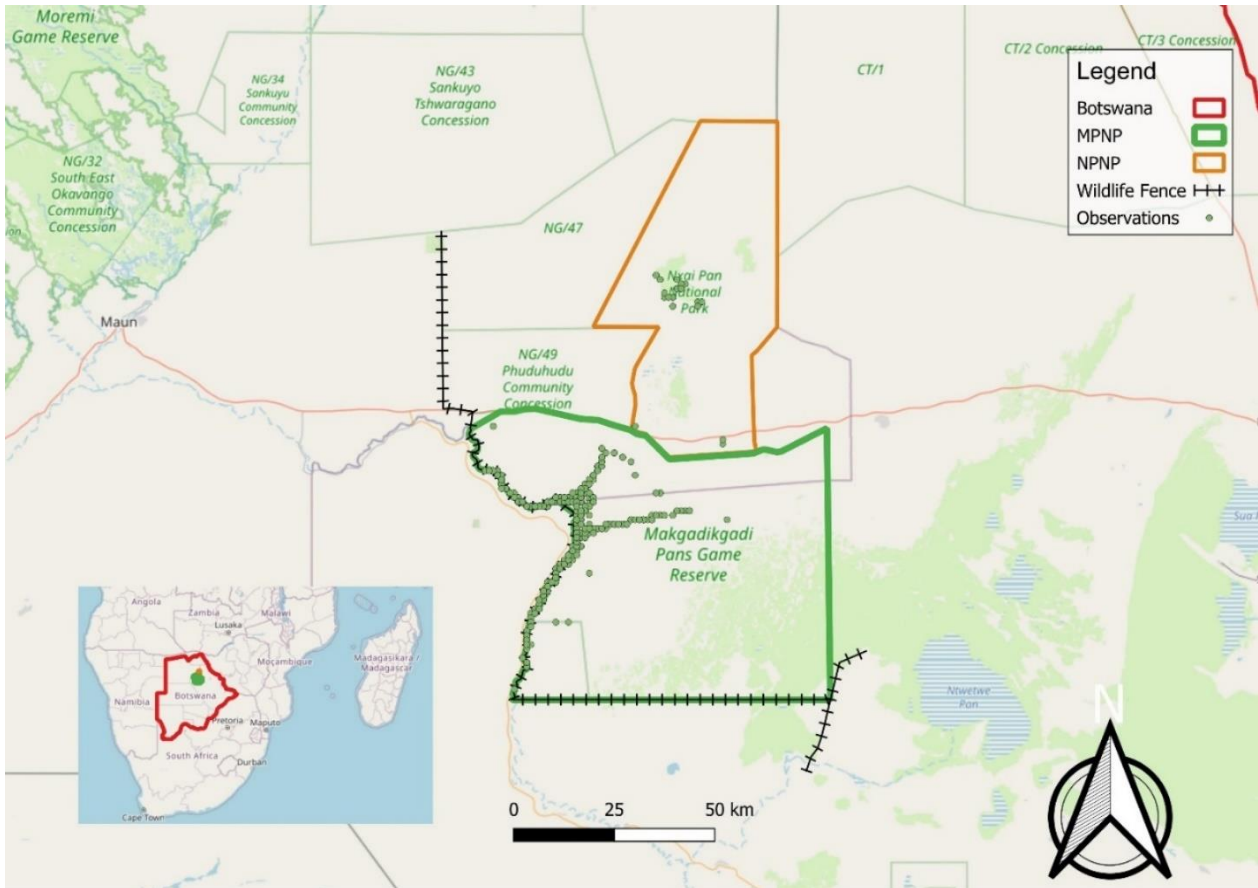 Moremi
Game Reserve
NG/34
Sankuyu
Community
Concession
NG/43
Sankuyo
Tshwaragano
Concession
CT/1
CT/2 Concession
CT/3 Concession
NG/32
South East
Okavango
Community
Concession
Legend
Botswana
MPNP
NPNP
Wildlife Fence
Observations
NG/47
Nxai Pan
National
Park
Maun
NG/49
Phuduhudu
Community
Concession
Makgadikgadi
Pans Game
Reserve
Sua
Ntwetwe
Pan
Angola
Zambia
Malawi
Lusaka
Moçambique
Madagasikara /
Madagascar
Namibia
Botswana
Pretoria
Maputo
South Africa
Durban
Cape Town
0 25 50 km
N